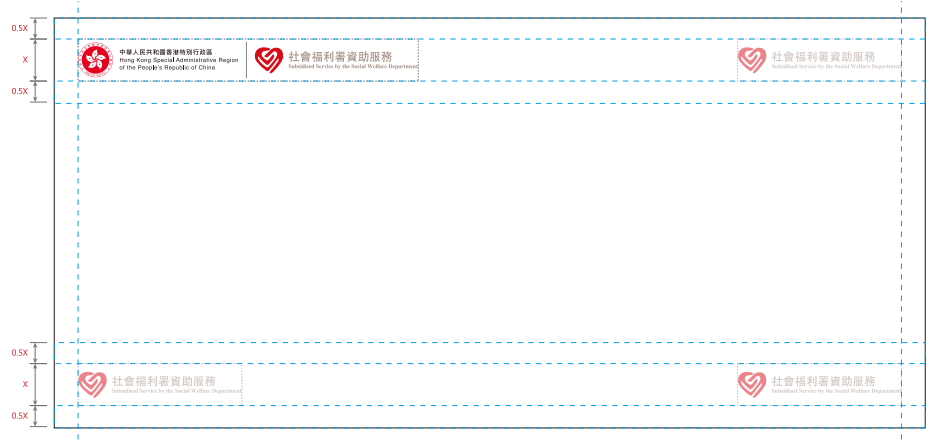 0.5X
X
0.5X
中華人民共和國香港特別行政區
Hong Kong Special Administrative Region
of the People's Republic of China
社會福利署資助服務
Subsidised Service by the Social Welfare Department
社會福利署資助服務
Subsidised Service by the Social Welfare Department
0.5X
X
0.5X
社會福利署資助服務
Subsidised Service by the Social Welfare Department
社會福利署資助服務
Subsidised Service by the Social Welfare Department